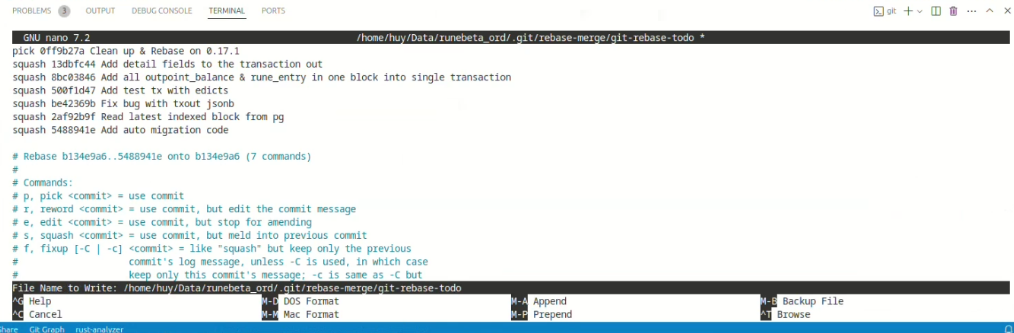 PROBLEMS 3 OUTPUT DEBUG CONSOLE TERMINAL PORTS git
GNU nano 7.2 /home/huy/Data/runebeta_ord/.git/rebase-merge/git-rebase-todo *
pick 0ff9b27a Clean up & Rebase on 0.17.1
squash 13dbfc44 Add detail fields to the transaction out
squash 8bc03846 Add all outpoint_balance & rune_entry in one block into single transaction
squash 500f1d47 Add test tx with edicts
squash be42369b Fix bug with txout jsonb
squash 2af92b9f Read latest indexed block from pg
squash 5488941e Add auto migration code
# Rebase b134e9a6..5488941e onto b134e9a6 (7 commands)
#
# Commands:
# p, pick <commit> = use commit
# r, reword <commit> = use commit, but edit the commit message
# e, edit <commit> = use commit, but stop for amending
# s, squash <commit> = use commit, but meld into previous commit
# f, fixup [-C | -c] <commit> = like "squash" but keep only the previous
# commit's log message, unless -C is used, in which case
# keep only this commit's message; -c is same as -C but
File Name to Write: /home/huy/Data/runebeta_ord/.git/rebase-merge/git-rebase-todo
^G Help M-D DOS Format M-A Append M-B Backup File
^C Cancel M-M Mac Format M-P Prepend ^T Browse
Share Git Graph rust-analyzer